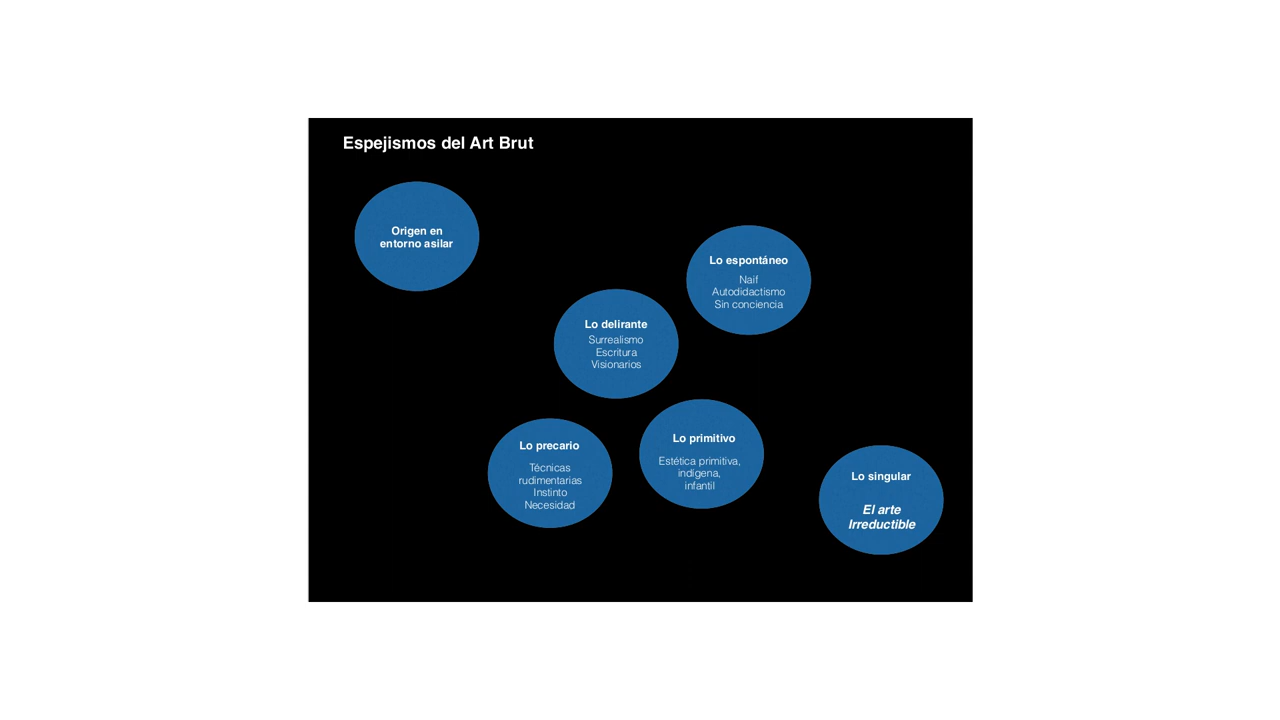 Espejismos del Art Brut
Origen en
entorno asilar
Lo espontáneo
Naif
Autodidactismo
Sin conciencia
Lo delirante
Surrealismo
Escritura
Visionarios
Lo precario
Técnicas
rudimentarias
Instinto
Necesidad
Lo primitivo
Estética primitiva,
indígena,
infantil
Lo singular
El arte
Irreductible